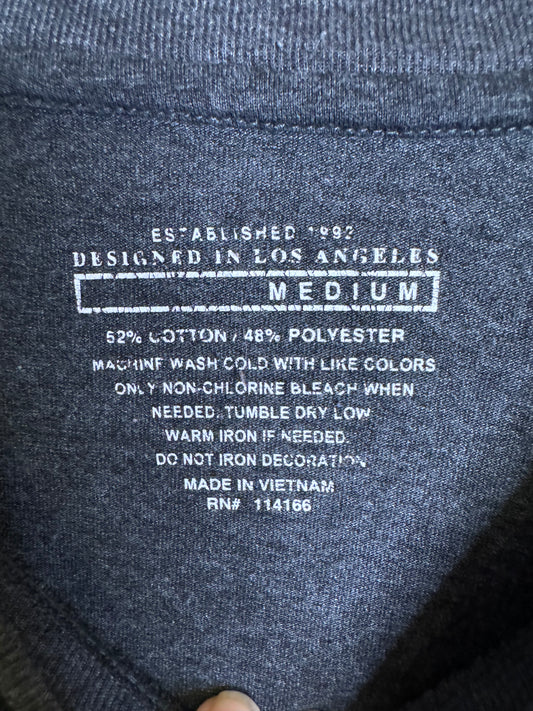 ESTABLISHED 1992
DESIGNED IN LOS ANGELES
MEDIUM
52% COTTON / 48% POLYESTER
MACHINE WASH COLD WITH LIKE COLORS
ONLY NON-CHLORINE BLEACH WHEN
NEEDED. TUMBLE DRY LOW
WARM IRON IF NEEDED.
DO NOT IRON DECORATION
MADE IN VIETNAM
RN# 114166